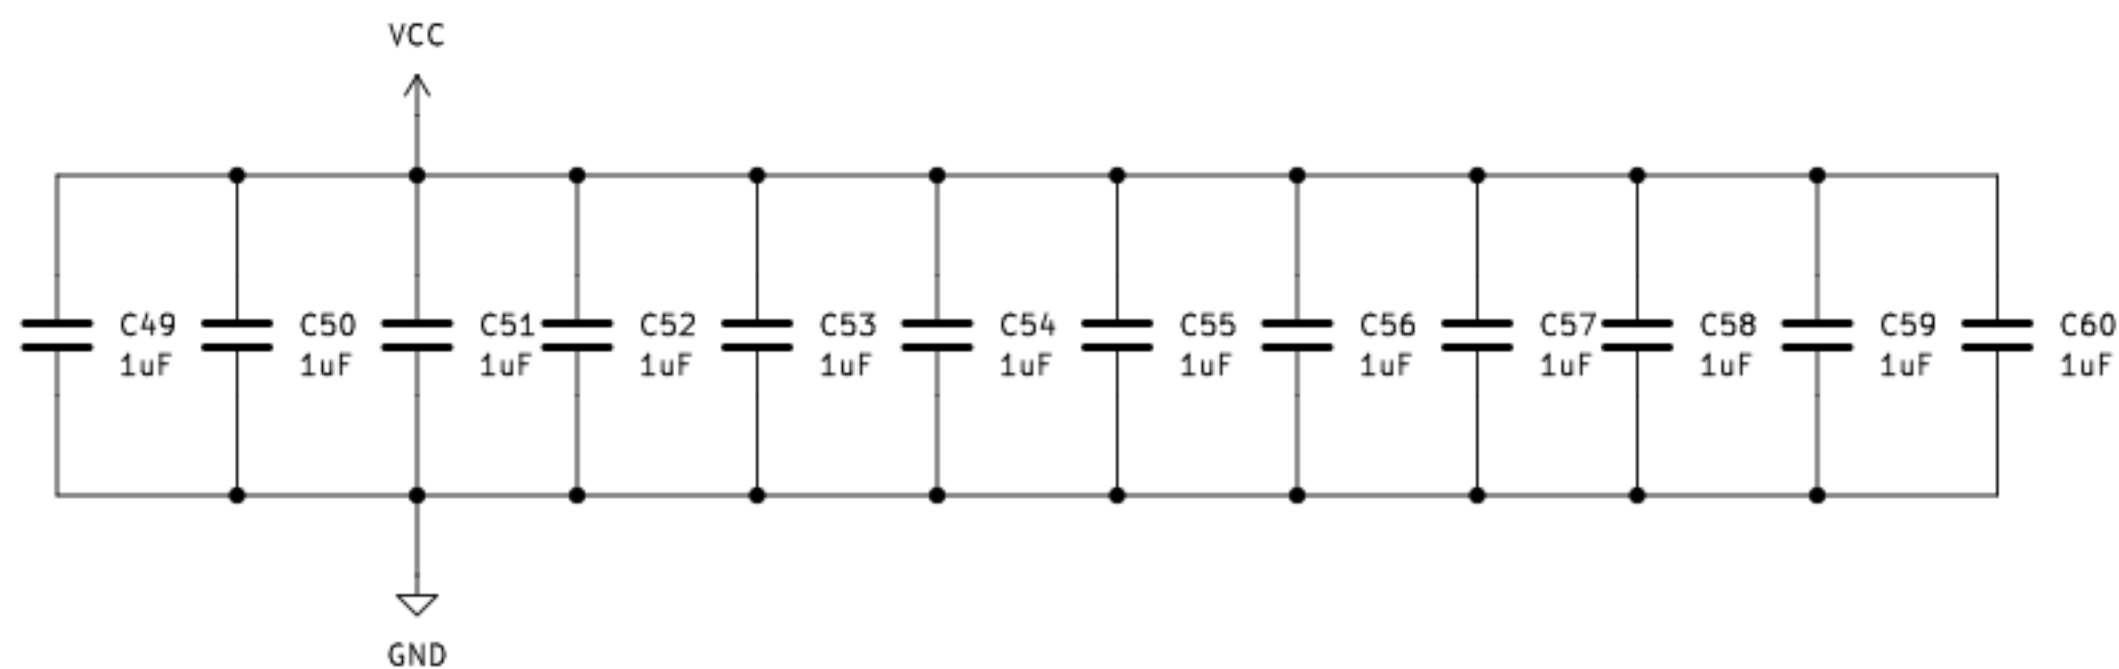 VCC
C49 C50 C51 C52 C53 C54 C55 C56 C57 C58 C59 C60
1uF 1uF 1uF 1uF 1uF 1uF 1uF 1uF 1uF 1uF 1uF 1uF
GND